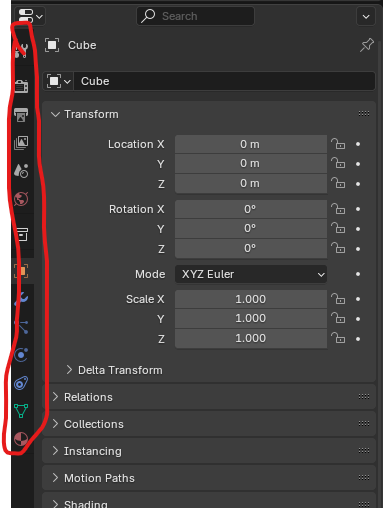 Search
Cube
Cube
Transform
Location X 0 m
Y 0 m
Z 0 m
Rotation X 0°
Y 0°
Z 0°
Mode XYZ Euler
Scale X 1.000
Y 1.000
Z 1.000
Delta Transform
Relations
Collections
Instancing
Motion Paths
Shading